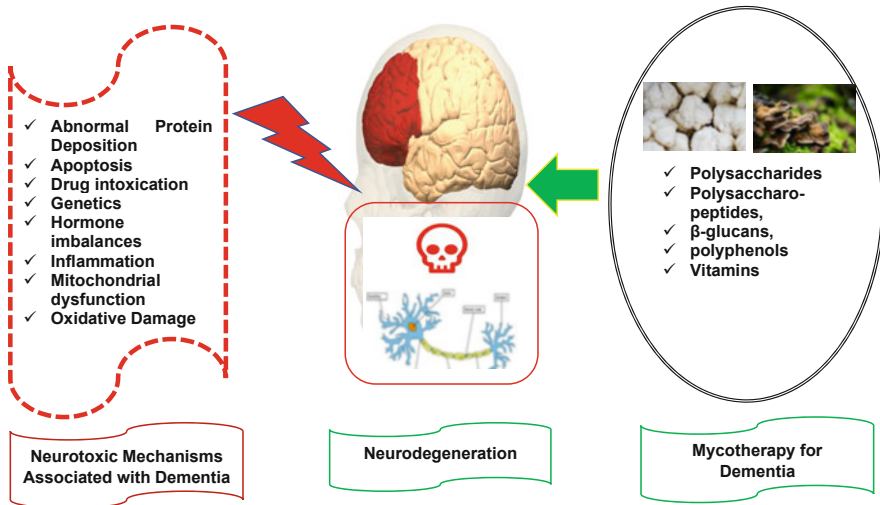 ✓ Abnormal Protein
Deposition
✓ Apoptosis
✓ Drug intoxication
✓ Genetics
✓ Hormone
imbalances
✓ Inflammation
✓ Mitochondrial
dysfunction
✓ Oxidative Damage
✓ Polysaccharides
✓ Polysaccharo-
peptides,
✓ β-glucans,
✓ polyphenols
✓ Vitamins
Neurotoxic Mechanisms
Associated with Dementia
Neurodegeneration
Mycotherapy for
Dementia